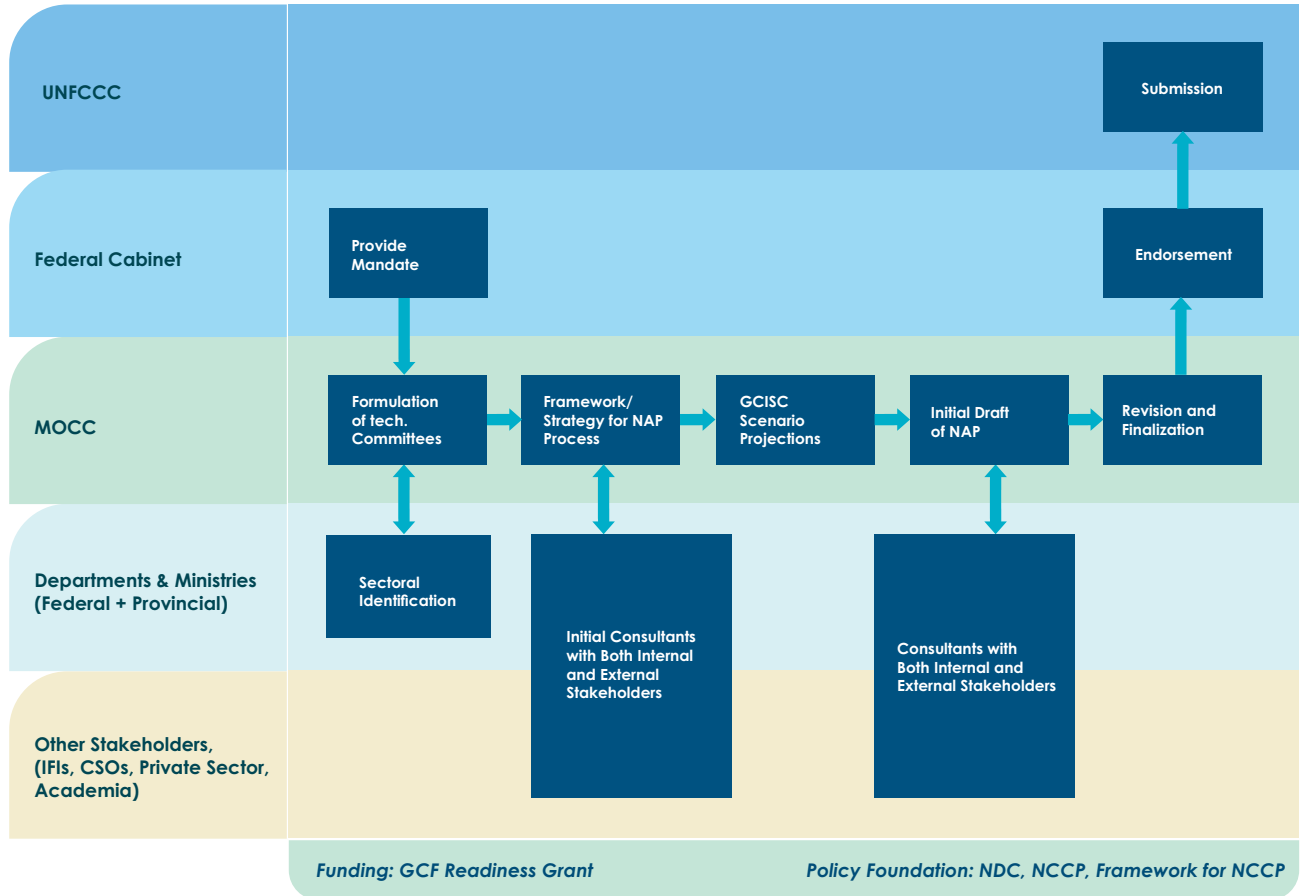 UNFCCC
Submission
Federal Cabinet
Provide
Mandate
Endorsement
MOCC
Formulation
of tech.
Committees
Framework/
Strategy for NAP
Process
GCISC
Scenario
Projections
Initial Draft
of NAP
Revision and
Finalization
Departments & Ministries
(Federal + Provincial)
Sectoral
Identification
Initial Consultants
with Both Internal
and External
Stakeholders
Consultants with
Both Internal and
External Stakeholders
Other Stakeholders,
(IFIs, CSOs, Private Sector,
Academia)
Funding: GCF Readiness Grant
Policy Foundation: NDC, NCCP, Framework for NCCP